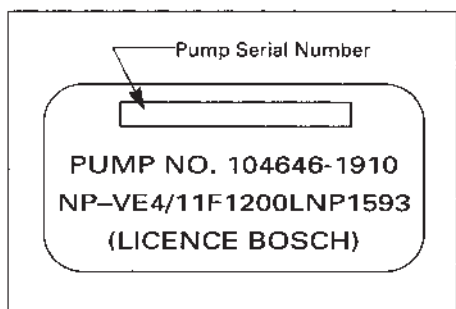 Pump Serial Number
PUMP NO. 104646-1910
NP–VE4/11F1200LNP1593
(LICENCE BOSCH)